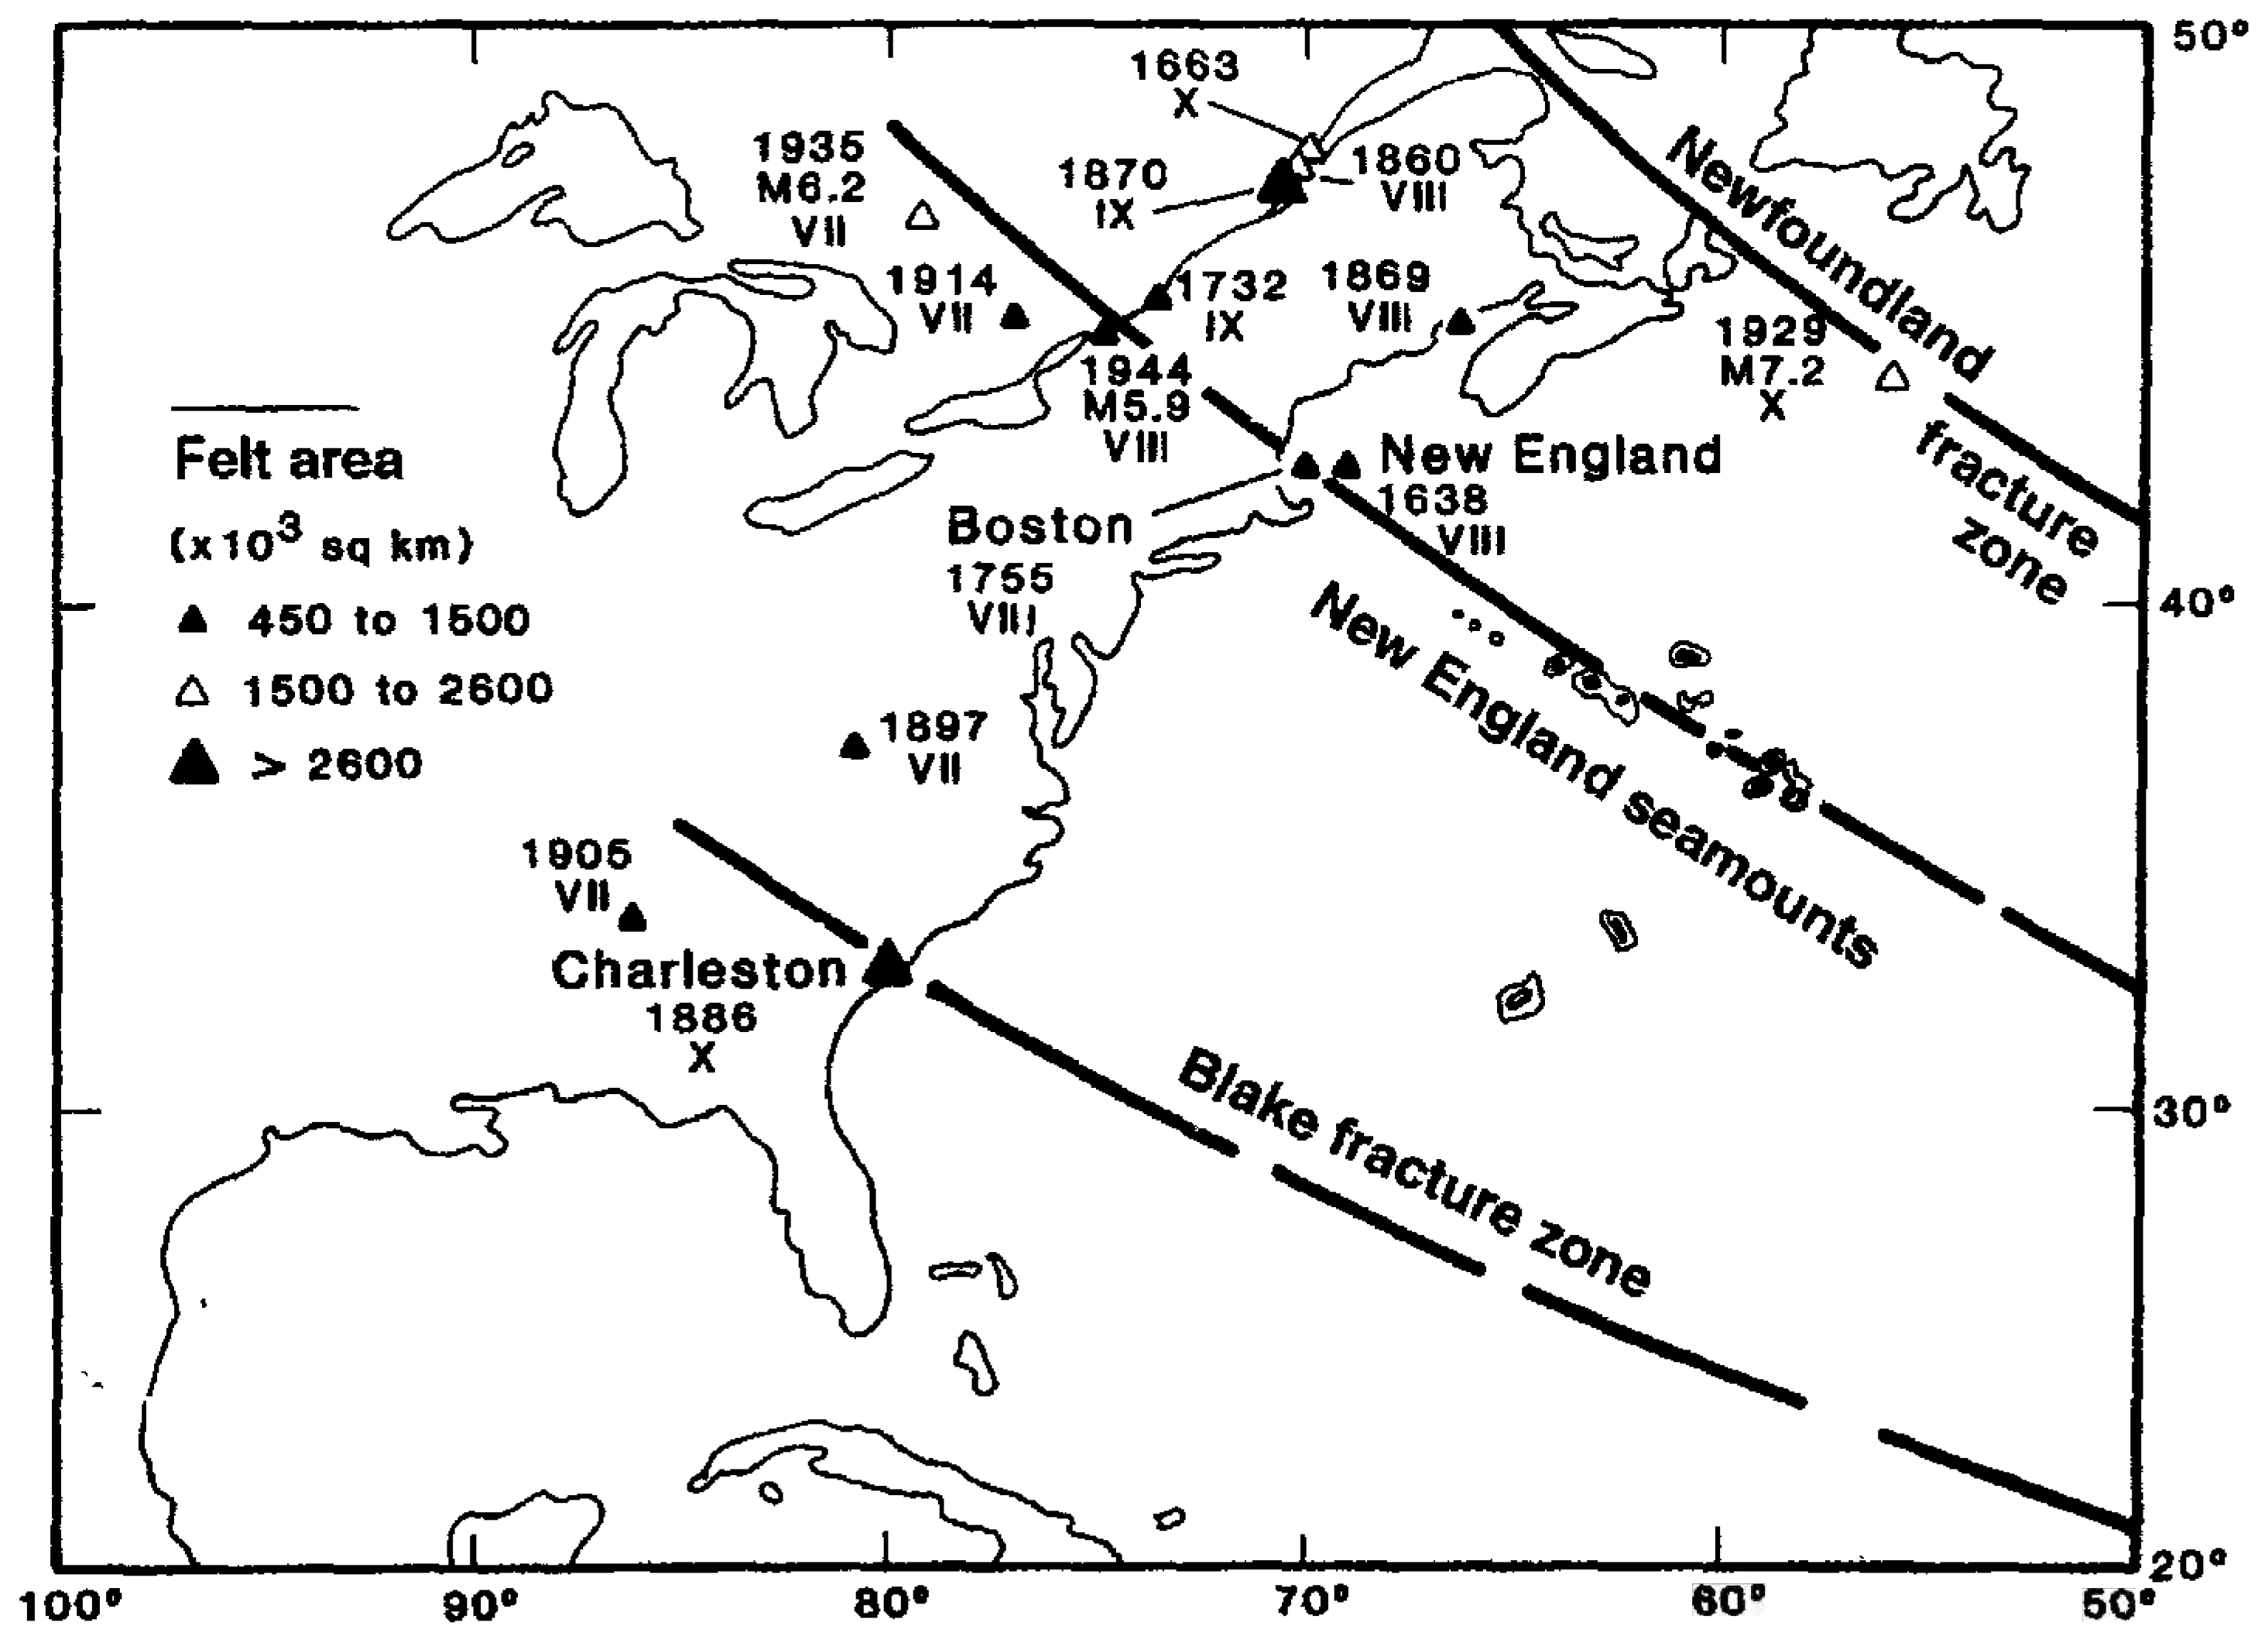 50°
1663
X
1935
M6.2
VII
1870
IX
1860
VIII
Newfoundland
fracture
zone
1914
VII
1732
IX
1869
VIII
1929
M7.2
X
1944
M5.9
VIII
Felt area
(x10³ sq km)
▲ 450 to 1500
△ 1500 to 2600
▲ > 2600
New England
1638
VIII
Boston
1755
VIII
40°
New England seamounts
1897
VII
1905
VII
Charleston
1886
X
Blake fracture zone
30°
20°
100° 90° 80° 70° 60° 50°